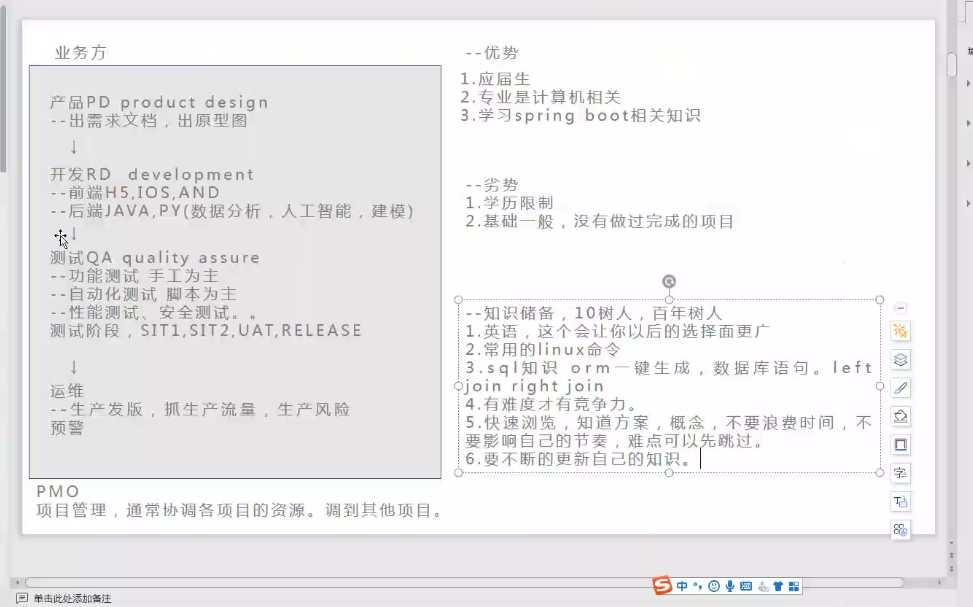 业务方
产品PD product design
--出需求文档，出原型图
↓
开发RD development
--前端H5,IOS,AND
--后端JAVA,PY(数据分析，人工智能，建模)
↓
测试QA quality assure
--功能测试 手工为主
--自动化测试 脚本为主
--性能测试、安全测试。。
测试阶段，SIT1,SIT2,UAT,RELEASE
↓
运维
--生产发版，抓生产流量，生产风险
预警
PMO
项目管理，通常协调各项目的资源。调到其他项目。
--优势
1.应届生
2.专业是计算机相关
3.学习spring boot相关知识
--劣势
1.学历限制
2.基础一般，没有做过完成的项目
--知识储备，10树人，百年树人
1.英语，这个会让你以后的选择面更广
2.常用的linux命令
3.sql知识 orm一键生成，数据库语句。left
join right join
4.有难度才有竞争力。
5.快速浏览，知道方案，概念，不要浪费时间，不
要影响自己的节奏，难点可以先跳过。
6.要不断的更新自己的知识。
单击此处添加备注
中